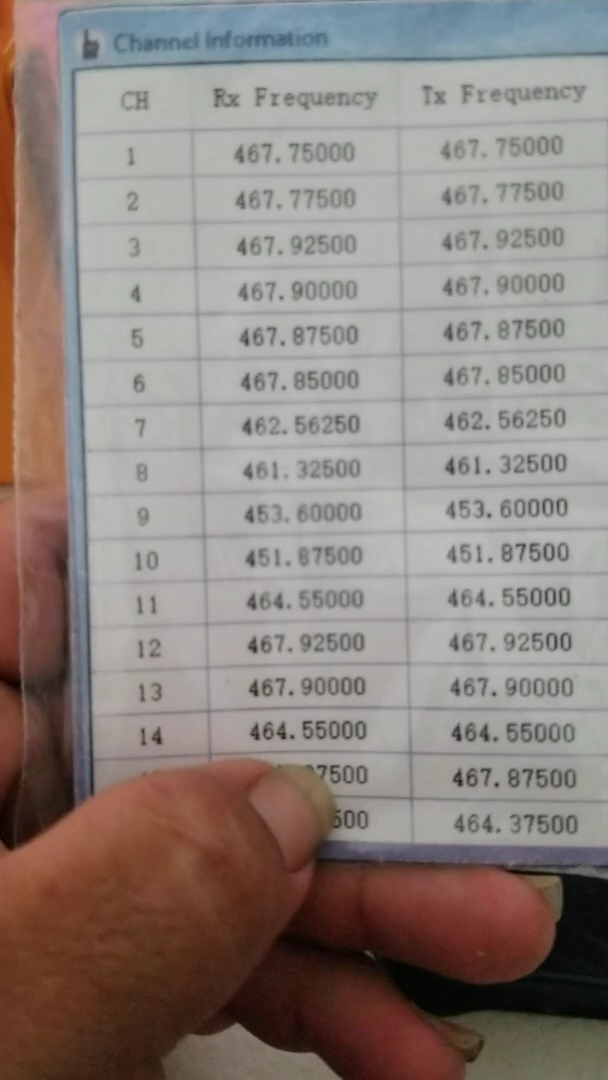 Channel Information
CH Rx Frequency Tx Frequency
1 467.75000 467.75000
2 467.77500 467.77500
3 467.92500 467.92500
4 467.90000 467.90000
5 467.87500 467.87500
6 467.85000 467.85000
7 462.56250 462.56250
8 461.32500 461.32500
9 453.60000 453.60000
10 451.87500 451.87500
11 464.55000 464.55000
12 467.92500 467.92500
13 467.90000 467.90000
14 464.55000 464.55000
467.87500
464.37500